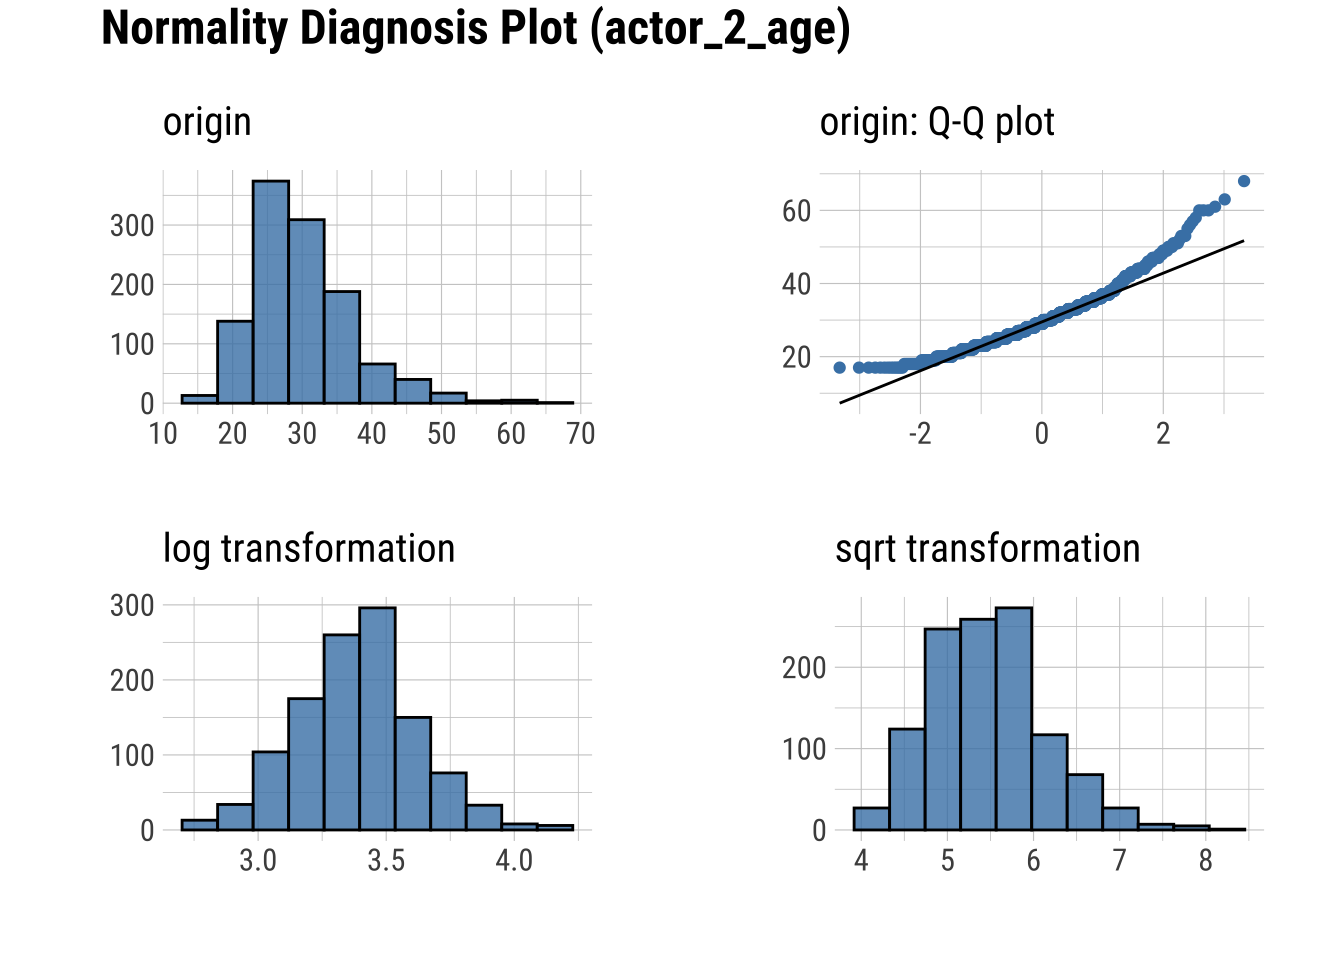 Normality Diagnosis Plot (actor_2_age)
origin
origin: Q-Q plot
300
200
100
0
10 20 30 40 50 60 70
60
40
20
-2 0 2
log transformation
sqrt transformation
300
200
100
0
3.0 3.5 4.0
200
100
0
4 5 6 7 8